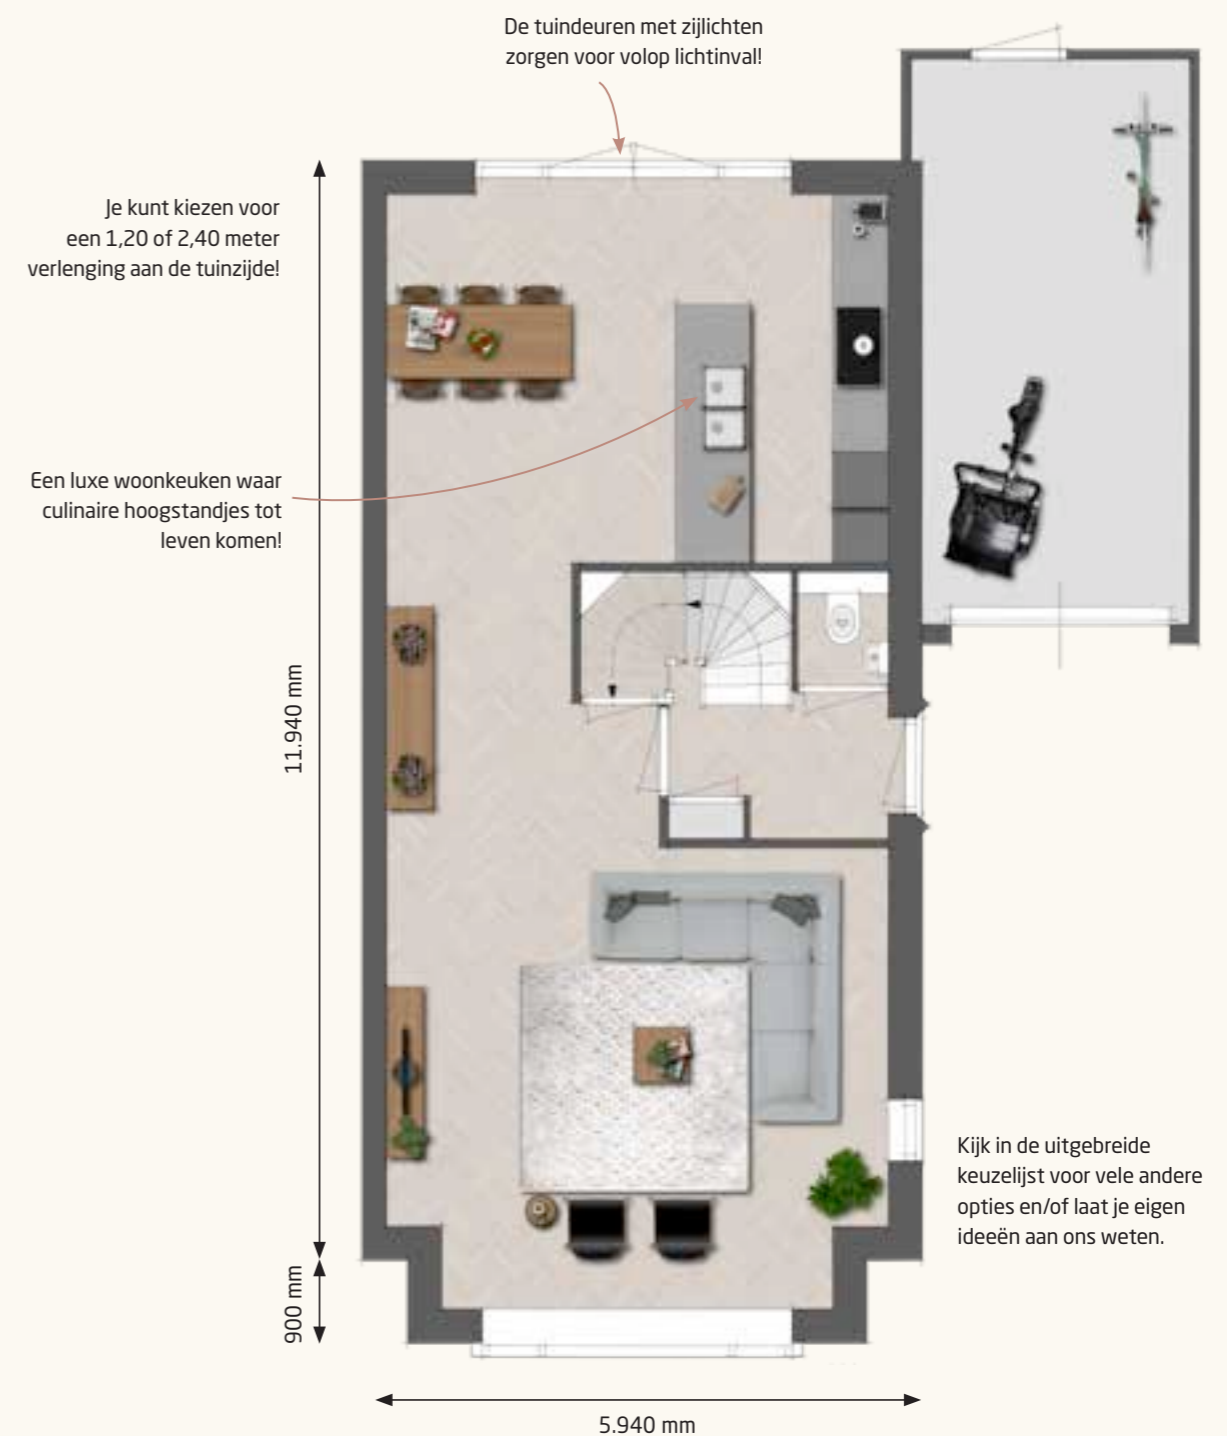 De tuindeuren met zijlichten
zorgen voor volop lichtinval!
Je kunt kiezen voor
een 1,20 of 2,40 meter
verlenging aan de tuinzijde!
Een luxe woonkeuken waar
culinaire hoogstandjes tot
leven komen!
11.940 mm
Kijk in de uitgebreide
keuzelijst voor vele andere
opties en/of laat je eigen
ideeën aan ons weten.
900 mm
5.940 mm